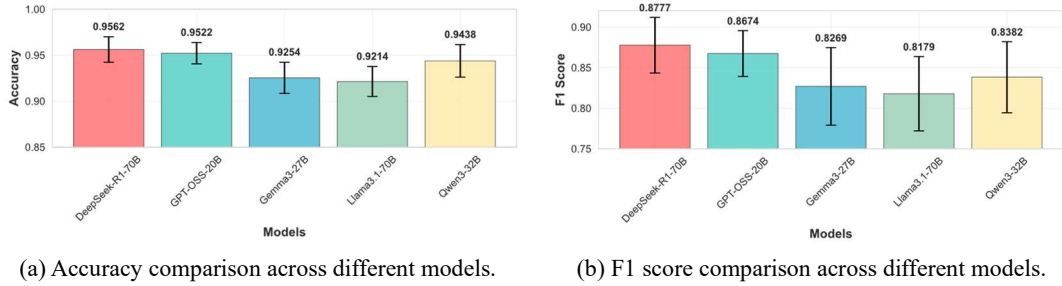 1.00
0.95
0.90
0.85
Accuracy
0.9562
0.9522
0.9254
0.9214
0.9438
DeepSeek-R1-70B
GPT-OSS-20B
Gemma3-27B
Llama3.1-70B
Qwen3-32B
Models
(a) Accuracy comparison across different models.
0.90
0.85
0.80
0.75
F1 Score
0.8777
0.8674
0.8269
0.8179
0.8382
DeepSeek-R1-70B
GPT-OSS-20B
Gemma3-27B
Llama3.1-70B
Qwen3-32B
Models
(b) F1 score comparison across different models.